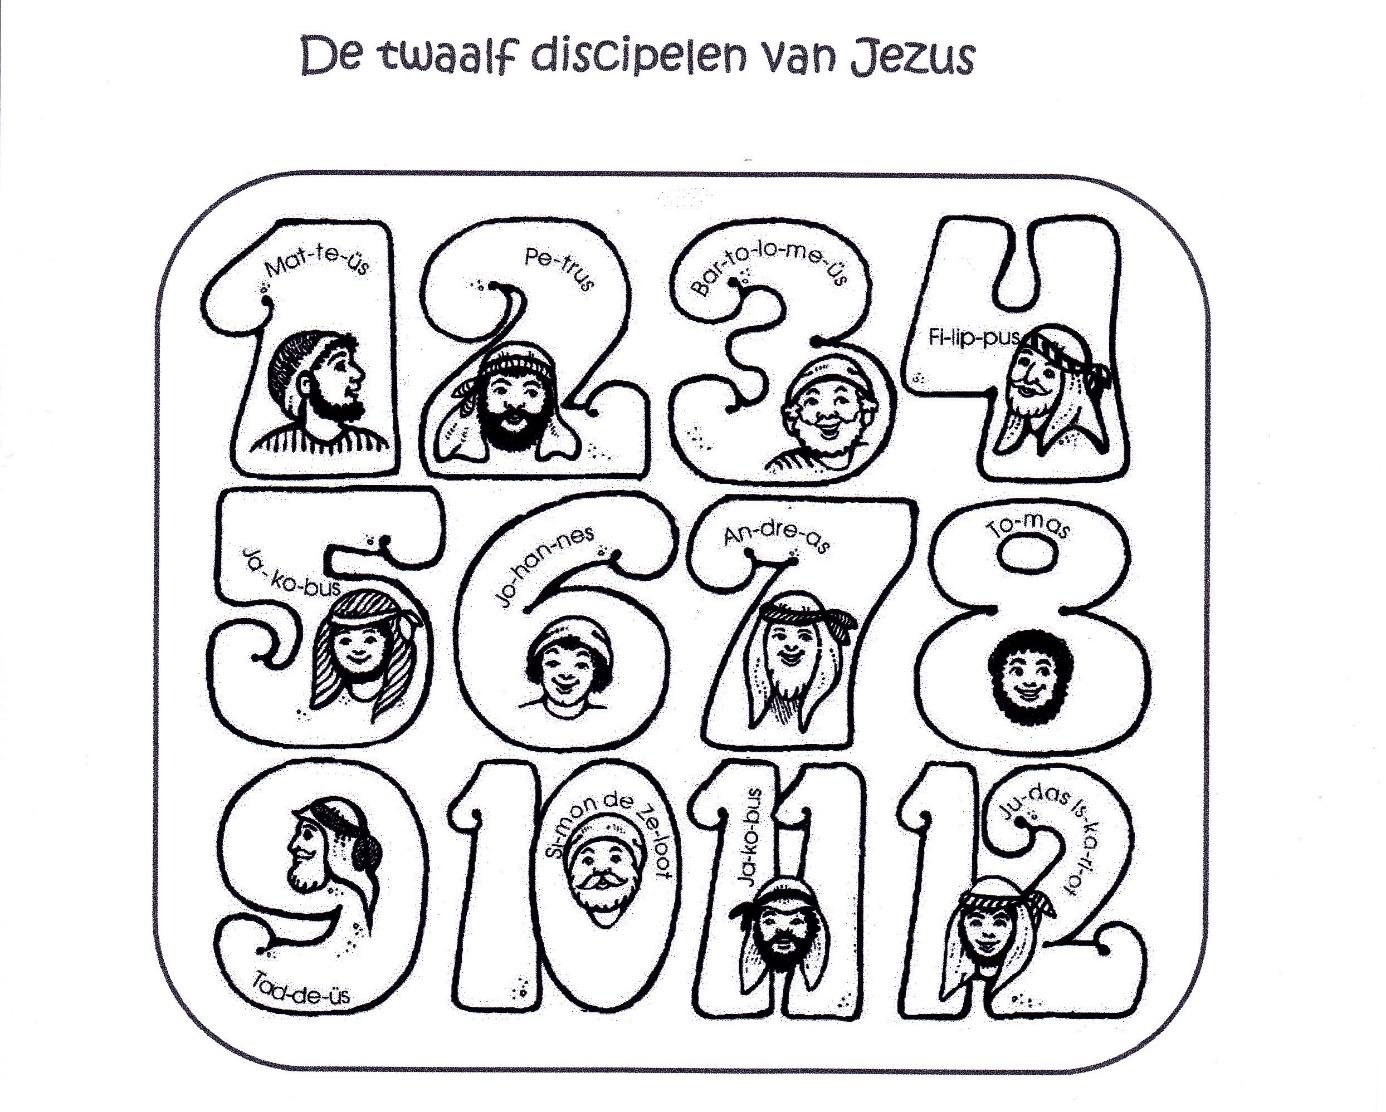 De twaalf discipelen van Jezus
1 Mat-te-üs
2 Pe-trus
3 Bar-to-lo-me-üs
4 Fi-lip-pus
5 Ja-ko-bus
6 Jo-han-nes
7 An-dre-as
8 To-mas
9 Tad-de-üs
10 Si-mon de Ze-loot
11 Ja-ko-bus
12 Ju-das Is-ka-ri-ot